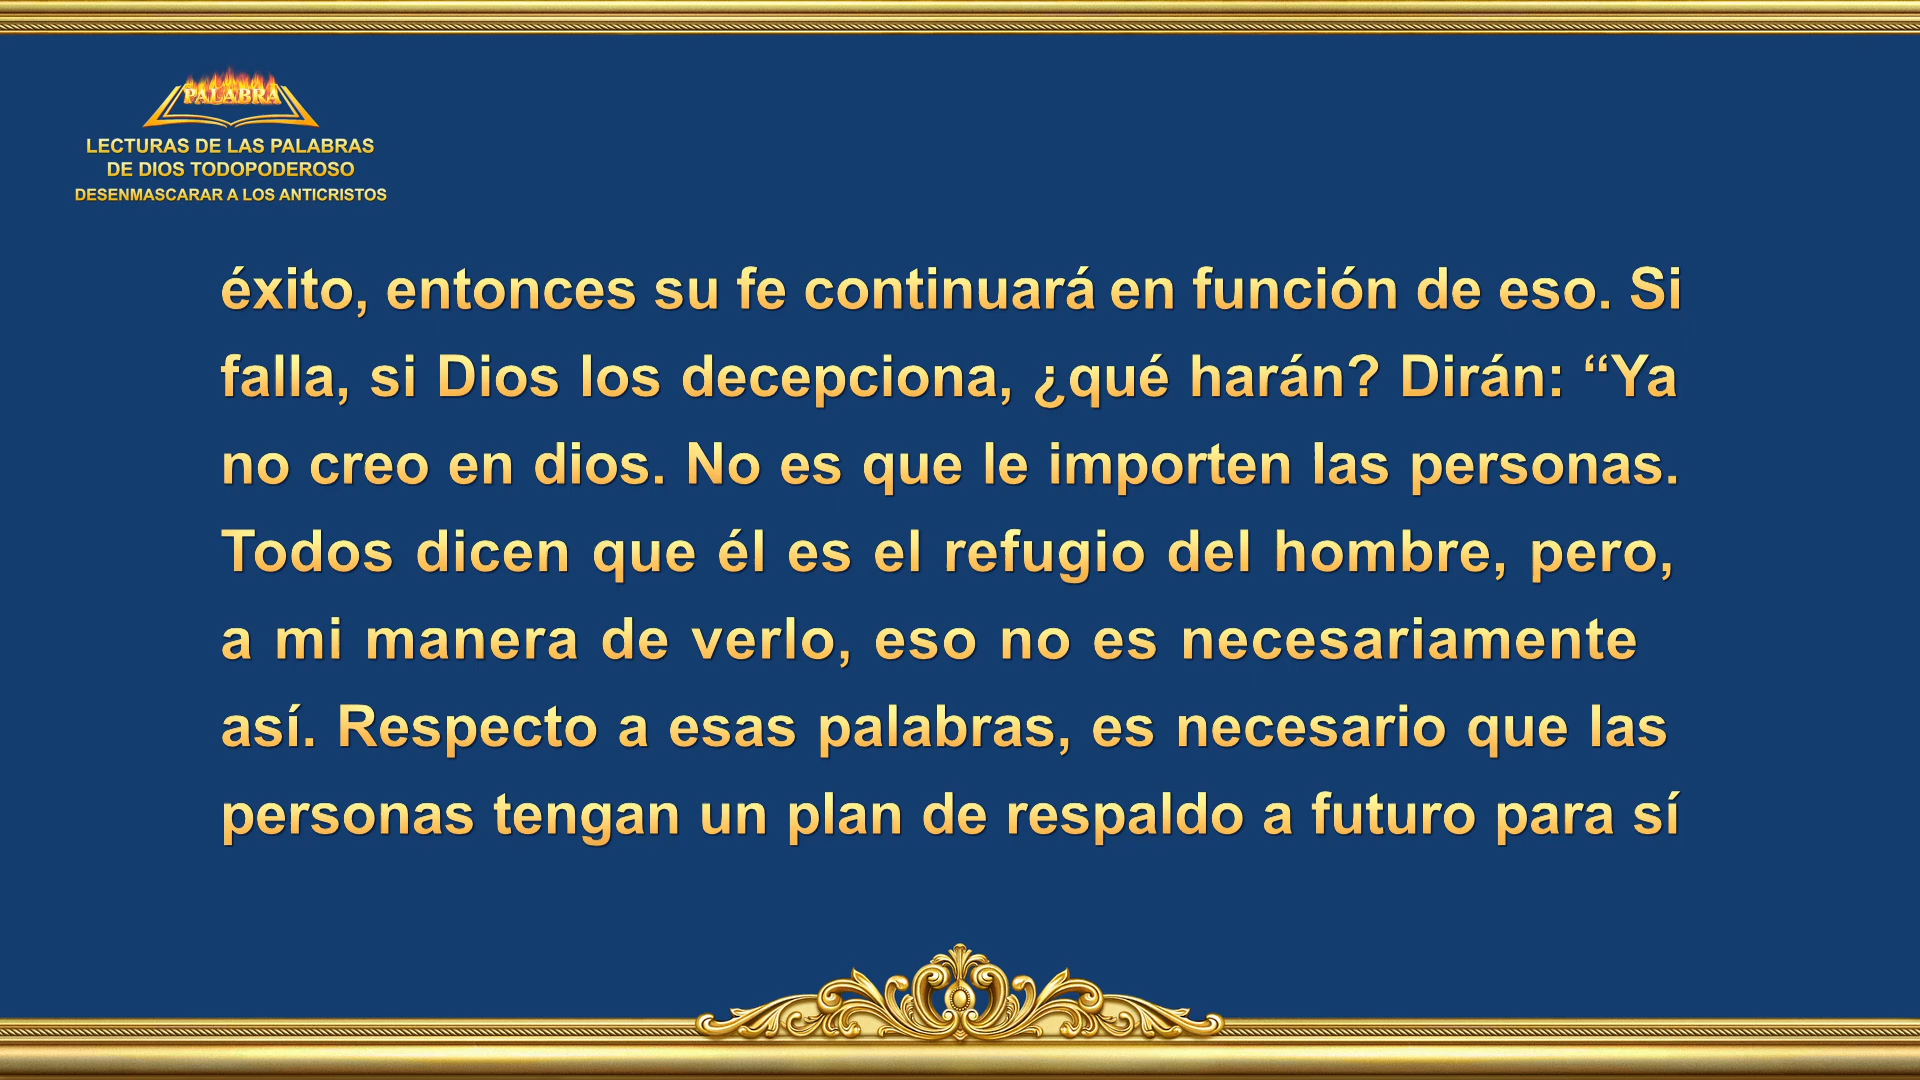 PALABRA
LECTURAS DE LAS PALABRAS
DE DIOS TODOPODEROSO
DESENMASCARAR A LOS ANTICRISTOS
éxito, entonces su fe continuará en función de eso. Si
falla, si Dios los decepciona, ¿qué harán? Dirán: “Ya
no creo en dios. No es que le importen las personas.
Todos dicen que él es el refugio del hombre, pero,
a mi manera de verlo, eso no es necesariamente
así. Respecto a esas palabras, es necesario que las
personas tengan un plan de respaldo a futuro para sí